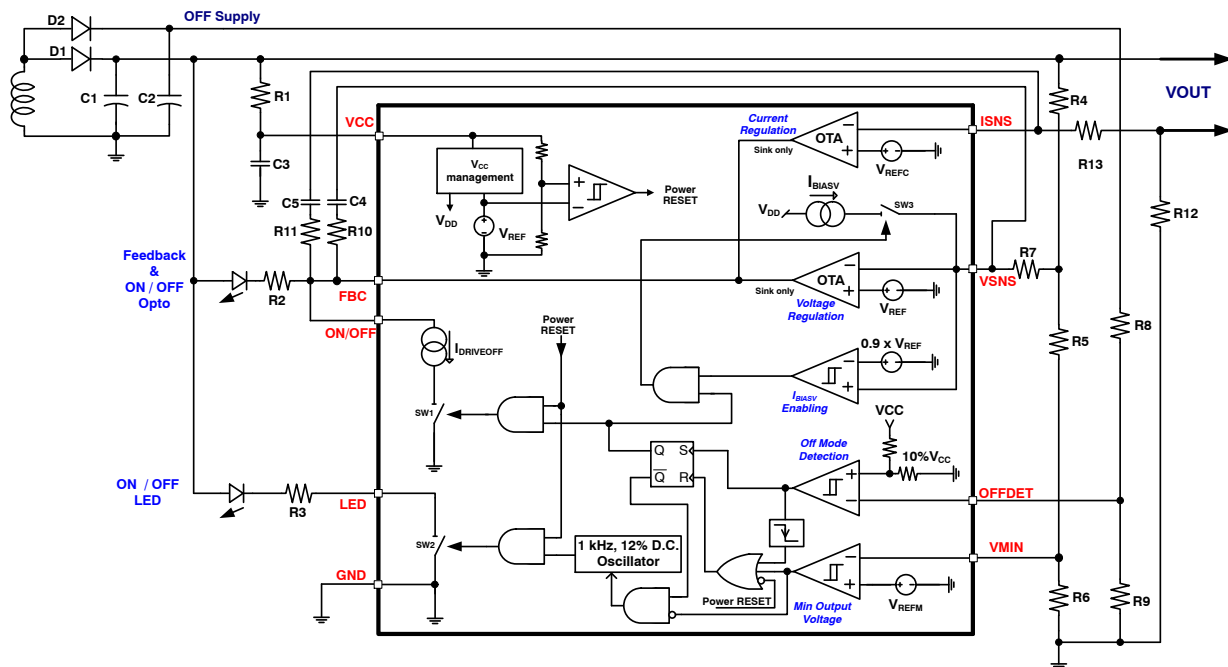 D2
OFF Supply
D1
C1
C2
R1
R4
VOUT
VCC
Current
Regulation
ISNS
OTA
Sink only
R13
C3
VCC
management
Power
RESET
VREFC
IBIASV
R12
C5
C4
VDD
VREF
VDD
SW3
R11
R10
Feedback
&
ON / OFF
Opto
R7
R2
FBC
OTA
Sink only
VSNS
Voltage
Regulation
VREF
ON/OFF
Power
RESET
R8
IDRIVEOFF
0.9 x VREF
R5
IBIASV
Enabling
SW1
VCC
Off Mode
Detection
10%VCC
Q
S
Q
R
ON / OFF
LED
R3
LED
OFFDET
SW2
1 kHz, 12% D.C.
Oscillator
VMIN
GND
Power RESET
Min Output
Voltage
VREFM
R6
R9